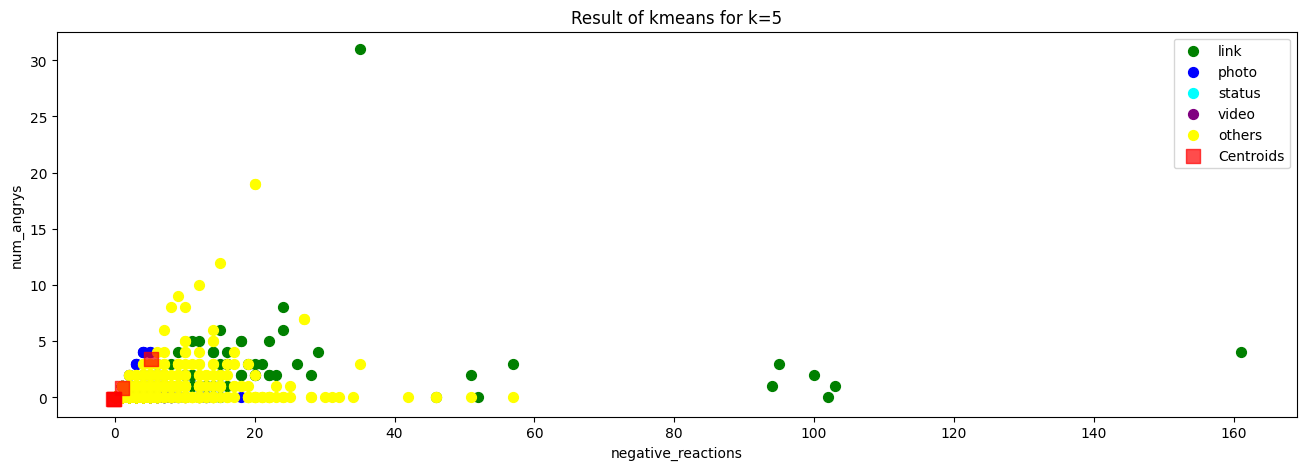 Result of kmeans for k=5
30
25
20
15
10
5
0
num_angrys
0
20
40
60
80
100
120
140
160
negative_reactions
link
photo
status
video
others
Centroids